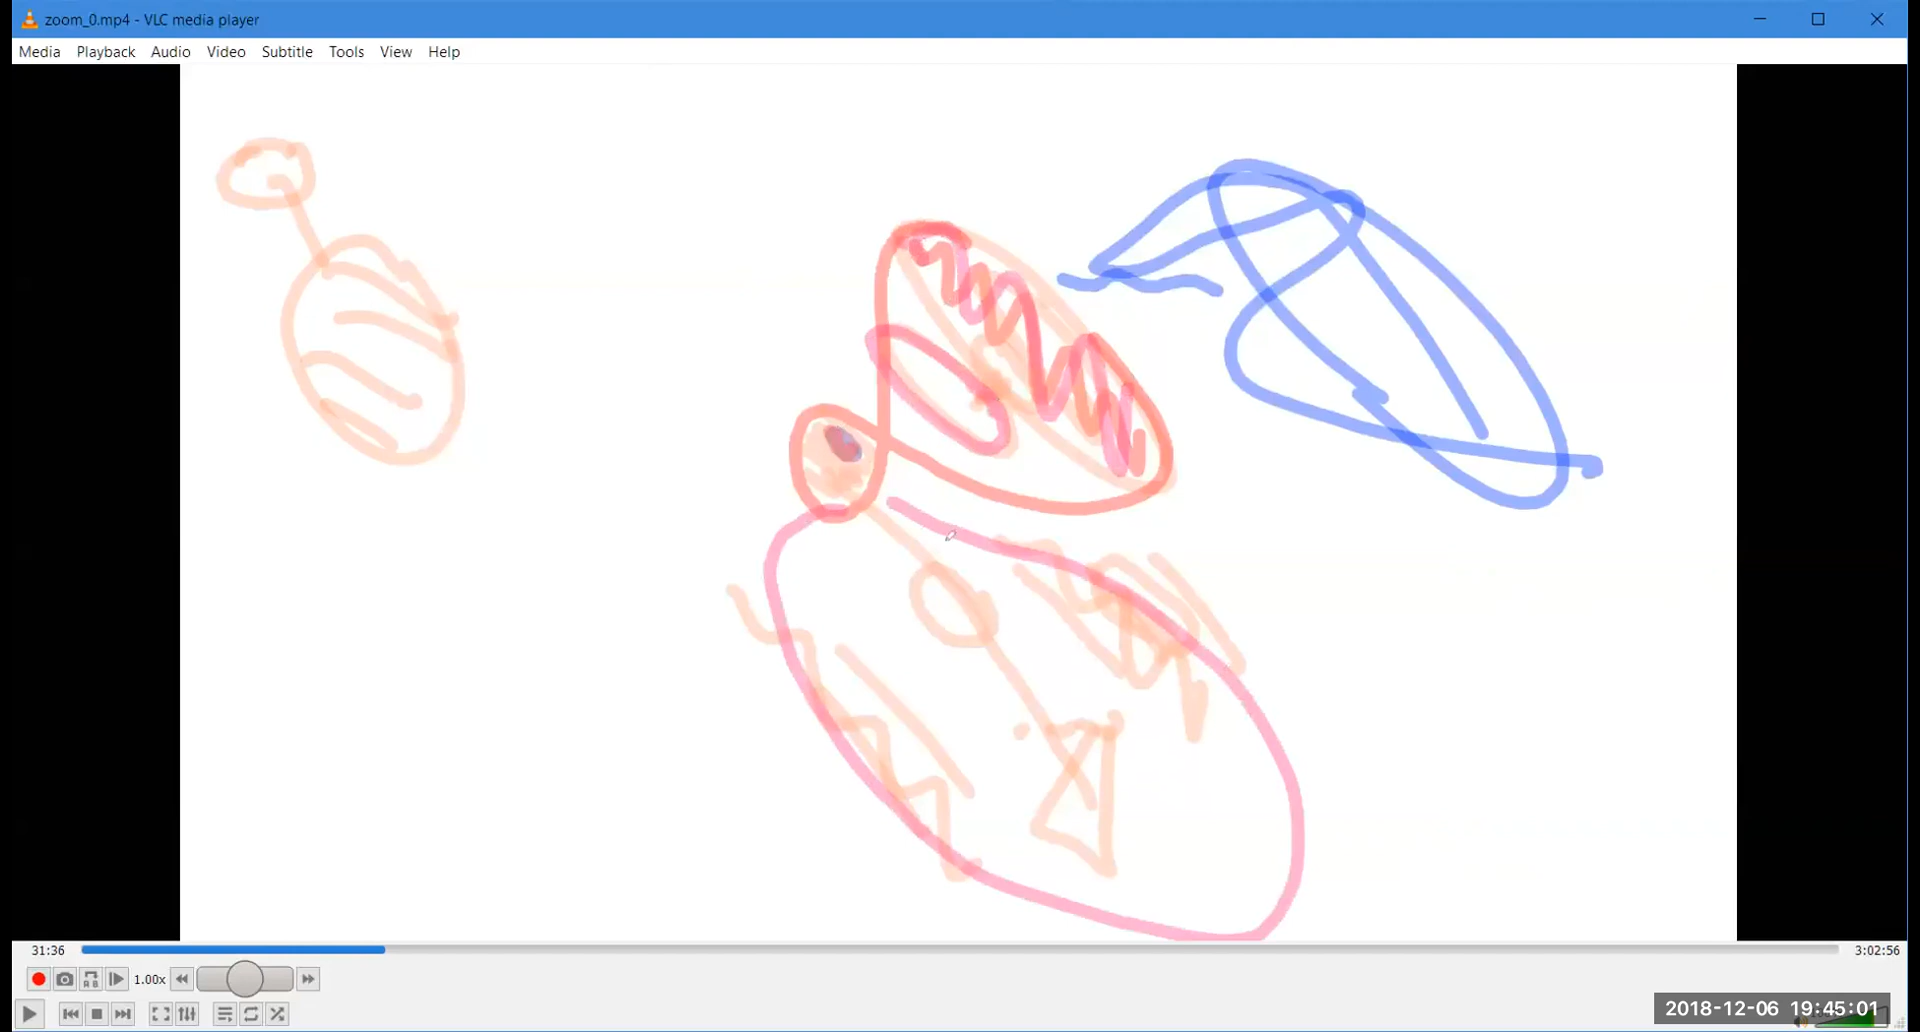 zoom_0.mp4 - VLC media player
Media Playback Audio Video Subtitle Tools View Help
31:36 3:02:56
1.00x
2018-12-06 19:45:01